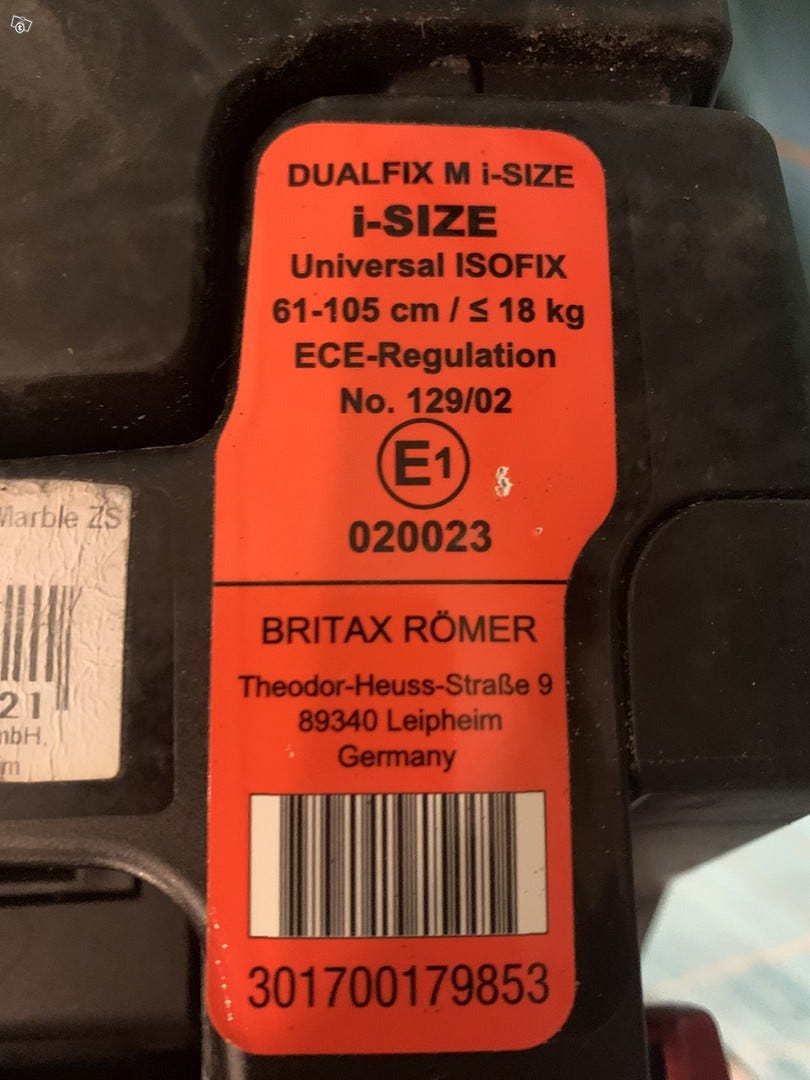 DUALFIX M i-SIZE
i-SIZE
Universal ISOFIX
61-105 cm / ≤ 18 kg
ECE-Regulation
No. 129/02
E1
020023
BRITAX RÖMER
Theodor-Heuss-Straße 9
89340 Leipheim
Germany
301700179853
Marble ZS
21
mbH,
m